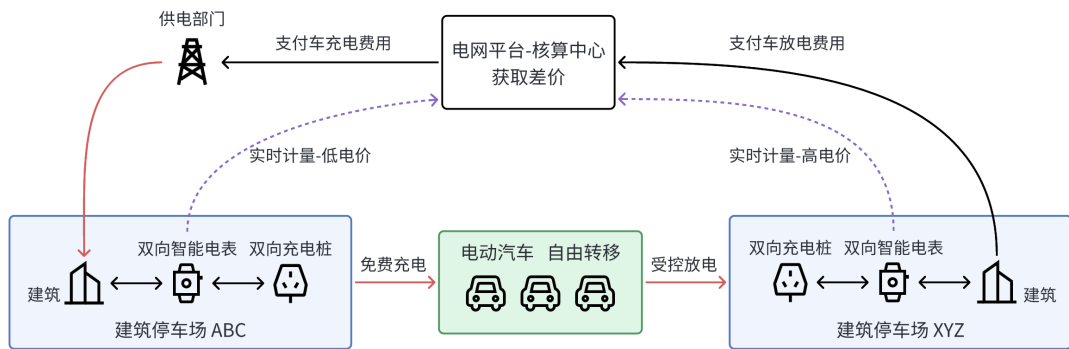 供电部门
支付车充电费用
电网平台-核算中心
获取差价
支付车放电费用
实时计量-低电价
实时计量-高电价
双向智能电表
双向充电桩
建筑
建筑停车场 ABC
免费充电
电动汽车 自由转移
受控放电
双向充电桩
双向智能电表
建筑
建筑停车场 XYZ